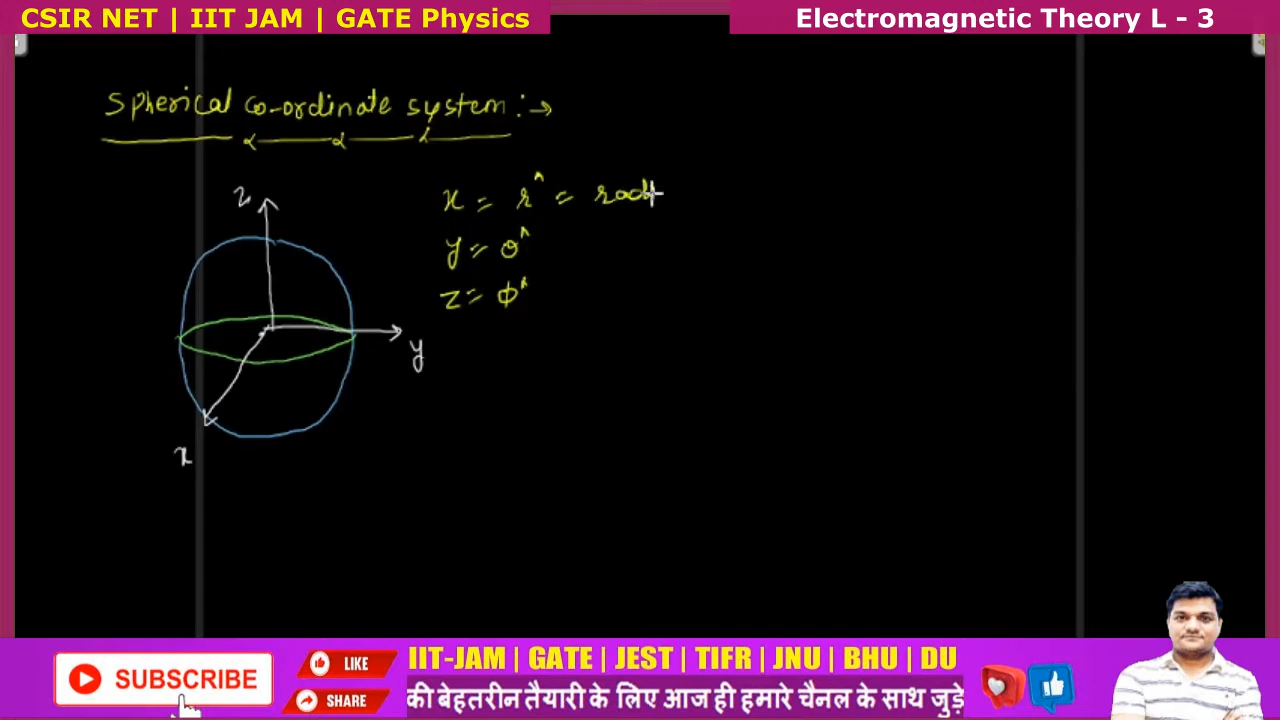 CSIR NET | IIT JAM | GATE Physics
Electromagnetic Theory L - 3
Spherical co-ordinate system :→
z
y
x
x = r^ =
y = θ^
z = φ^
SUBSCRIBE
LIKE
SHARE
IIT-JAM | GATE | JEST | TIFR | JNU | BHU | DU
की बेहतरीन तैयारी के लिए आज ही हमारे चैनल के साथ जुड़े